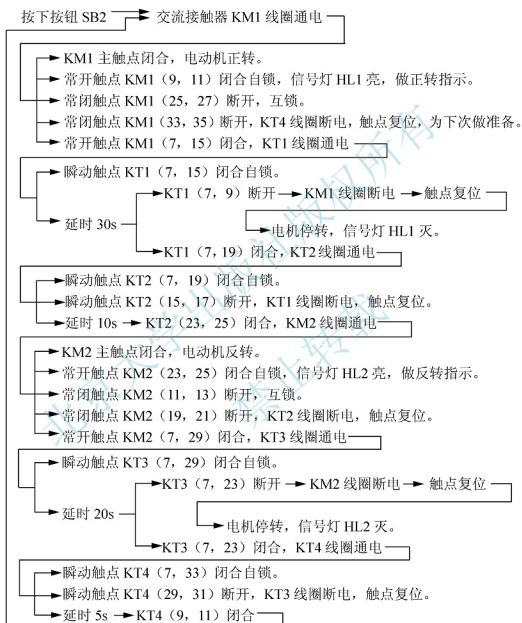 按下按钮 SB2 交流接触器 KM1 线圈通电
KM1 主触点闭合，电动机正转。
常开触点 KM1（9，11）闭合自锁，信号灯 HL1 亮，做正转指示。
常闭触点 KM1（25，27）断开，互锁。
常闭触点 KM1（33，35）断开，KT4 线圈断电，触点复位，为下次做准备。
常开触点 KM1（7，15）闭合，KT1 线圈通电
瞬动触点 KT1（7，15）闭合自锁。
KT1（7，9）断开 KM1 线圈断电 触点复位
延时 30s
电机停转，信号灯 HL1 灭。
KT1（7，19）闭合，KT2 线圈通电
瞬动触点 KT2（7，19）闭合自锁。
瞬动触点 KT2（15，17）断开，KT1 线圈断电，触点复位。
延时 10s KT2（23，25）闭合，KM2 线圈通电
KM2 主触点闭合，电动机反转。
常开触点 KM2（23，25）闭合自锁，信号灯 HL2 亮，做反转指示。
常闭触点 KM2（11，13）断开，互锁。
常闭触点 KM2（19，21）断开，KT2 线圈断电，触点复位。
常开触点 KM2（7，29）闭合，KT3 线圈通电
瞬动触点 KT3（7，29）闭合自锁。
KT3（7，23）断开 KM2 线圈断电 触点复位
延时 20s
电机停转，信号灯 HL2 灭。
KT3（7，23）闭合，KT4 线圈通电
瞬动触点 KT4（7，33）闭合自锁。
瞬动触点 KT4（29，31）断开，KT3 线圈断电，触点复位。
延时 5s KT4（9，11）闭合
北京大学出版社版权所有
禁止转载